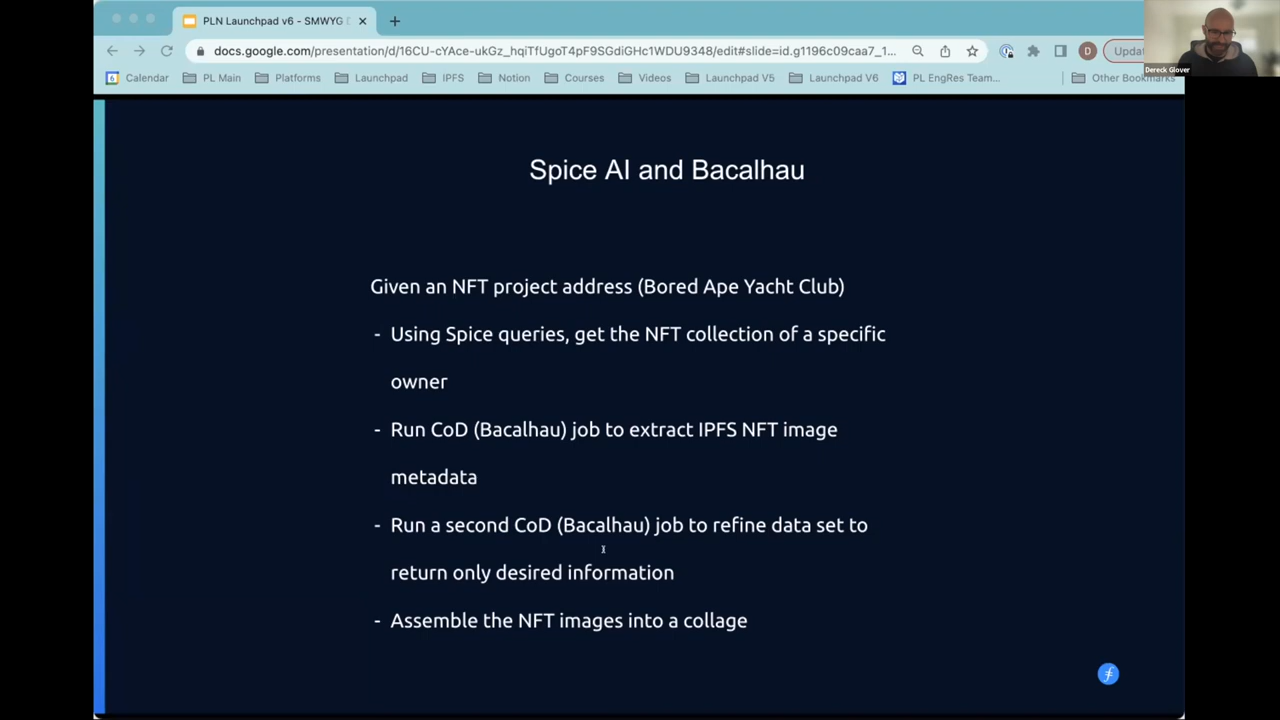 PLN Launchpad v6 - SMWYG
docs.google.com/presentation/d/16CU-cYAce-ukGz_hqiTfUgoT4pF9SGdiGHc1WDU9348/edit#slide=id.g1196c09caa7_1...
D
Updat
Calendar
PL Main
Platforms
Launchpad
IPFS
Notion
Courses
Videos
Launchpad V5
Launchpad V6
PL EngRes Team...
Other Bookmarks
Dereck Glover
Spice AI and Bacalhau
Given an NFT project address (Bored Ape Yacht Club)
- Using Spice queries, get the NFT collection of a specific
owner
- Run CoD (Bacalhau) job to extract IPFS NFT image
metadata
- Run a second CoD (Bacalhau) job to refine data set to
return only desired information
- Assemble the NFT images into a collage